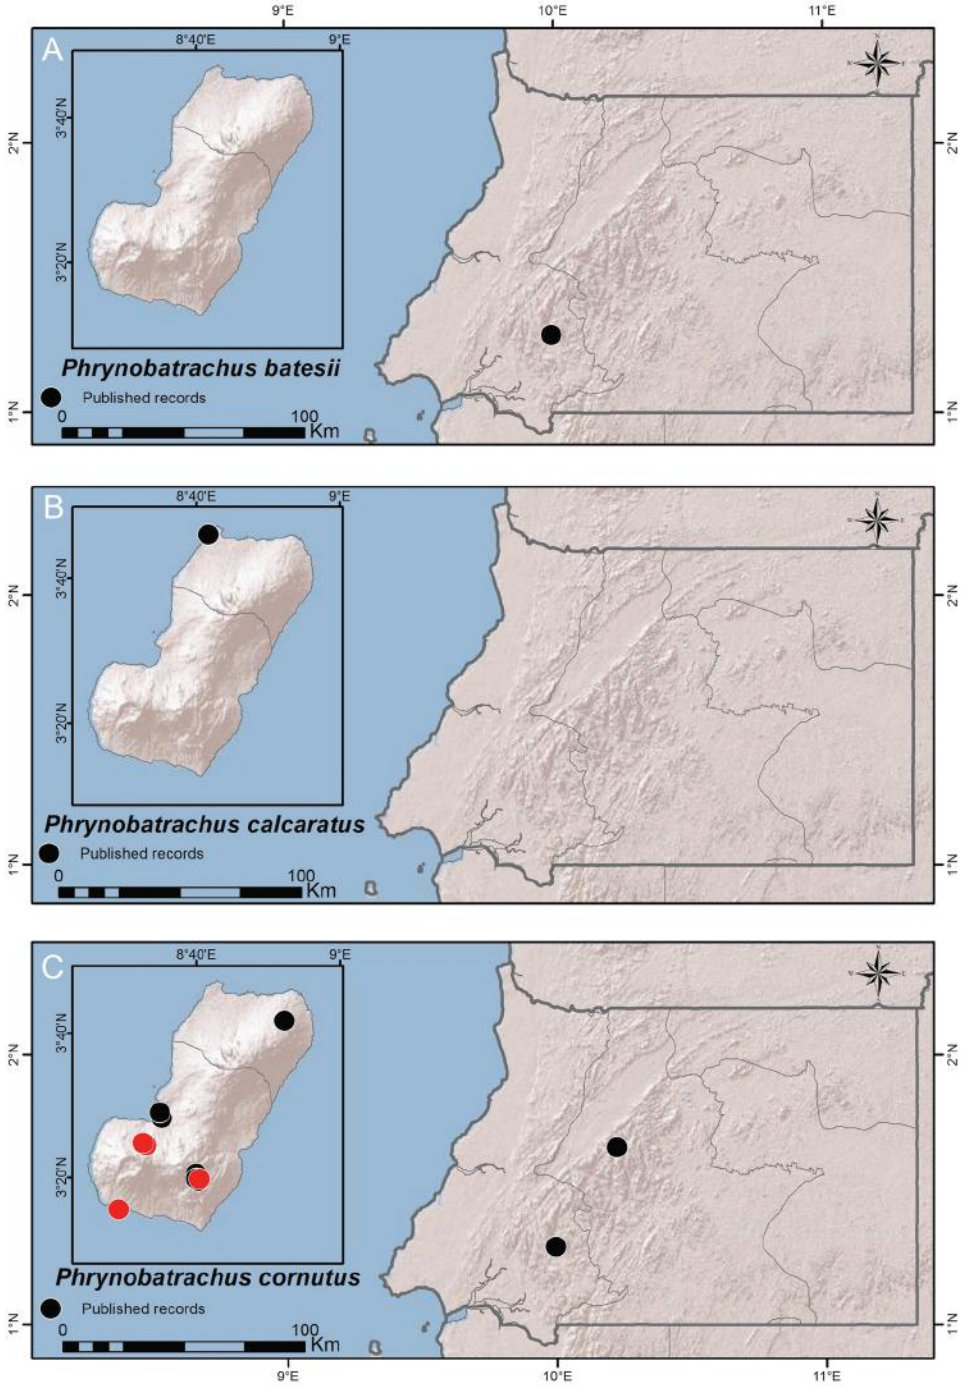 9°E 10°E 11°E
A
8°40'E 9°E
3°40'N
3°20'N
2°N 2°N
1°N 1°N
N
W E
S
Phrynobatrachus batesii
Published records
0 100
Km
B
8°40'E 9°E
3°40'N
3°20'N
2°N 2°N
1°N 1°N
N
W E
S
Phrynobatrachus calcaratus
Published records
0 100
Km
C
8°40'E 9°E
3°40'N
3°20'N
2°N 2°N
1°N 1°N
N
W E
S
Phrynobatrachus cornutus
Published records
0 100
Km
9°E 10°E 11°E